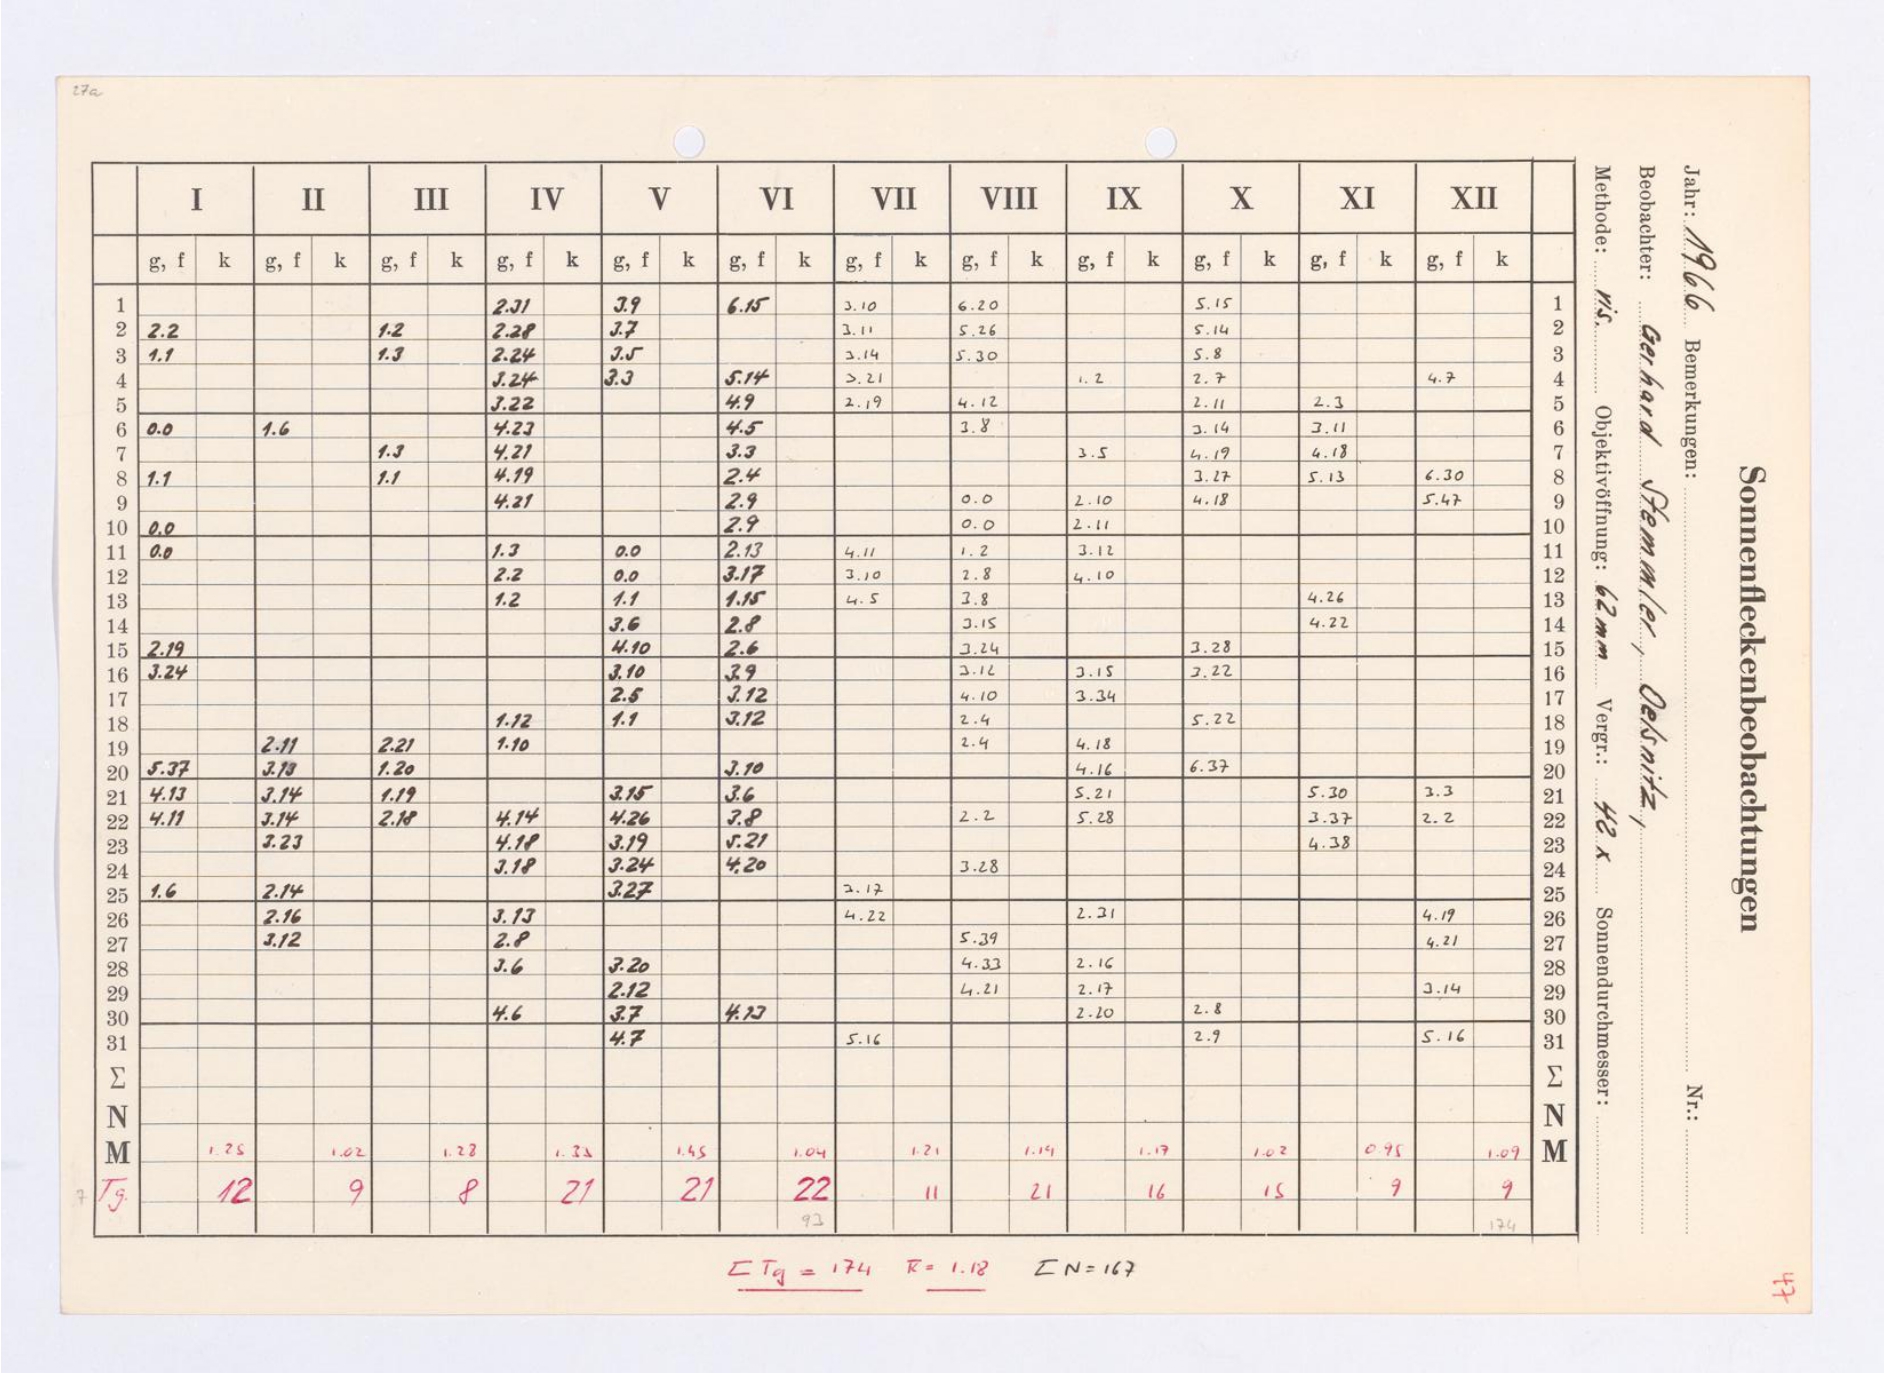 27a
I II III IV V VI VII VIII IX X XI XII
g, f k g, f k g, f k g, f k g, f k g, f k g, f k g, f k g, f k g, f k g, f k g, f k
1 2.31 3.9 6.15 3.10 6.20 5.15 1
2 2.2 1.2 2.28 3.7 3.11 5.26 5.14 2
3 1.1 1.3 2.24 3.5 3.14 5.30 5.8 3
4 3.24 3.3 5.14 3.21 1.2 2.7 4.7 4
5 3.22 4.9 2.19 4.12 2.11 2.3 5
6 0.0 1.6 4.23 4.5 3.8 3.14 3.11 6
7 1.3 4.21 3.3 3.5 4.19 4.18 7
8 1.1 1.1 4.19 2.4 3.27 5.13 6.30 8
9 4.21 2.9 0.0 2.10 4.18 5.47 9
10 0.0 2.9 0.0 2.11 10
11 0.0 1.3 0.0 2.13 4.11 1.2 3.12 11
12 2.2 0.0 3.17 3.10 2.8 4.10 12
13 1.2 1.1 1.15 4.5 3.8 4.26 13
14 3.6 2.8 3.15 4.22 14
15 2.19 4.10 2.6 3.24 3.28 15
16 3.24 3.10 3.9 3.12 3.15 3.22 16
17 2.5 3.12 4.10 3.34 17
18 1.12 1.1 3.12 2.4 5.22 18
19 2.11 2.21 1.10 2.4 4.18 19
20 5.37 3.13 1.20 3.10 4.16 6.37 20
21 4.13 3.14 1.19 3.15 3.6 5.21 5.30 3.3 21
22 4.11 3.14 2.18 4.14 4.26 3.8 2.2 5.28 3.37 2.2 22
23 3.23 4.18 3.19 5.21 4.38 23
24 3.18 3.24 4.20 3.28 24
25 1.6 2.14 3.27 3.17 25
26 2.16 3.13 4.22 2.31 4.19 26
27 3.12 2.8 5.39 4.21 27
28 3.6 3.20 4.33 2.16 28
29 2.12 4.21 2.17 3.14 29
30 4.6 3.7 4.23 2.20 2.8 30
31 4.7 5.16 2.9 5.16 31
Σ Σ
N N
M 1.25 1.02 1.28 1.33 1.45 1.04 1.21 1.14 1.17 1.02 0.95 1.09 M
7 Tg. 12 9 8 21 21 22 11 21 16 15 9 9
93 174
Σ Tg = 174 K = 1.18 Σ N = 167
47
Sonnenfleckenbeobachtungen
Jahr: 1966 Bemerkungen: Nr.:
Beobachter: Gerhard Stemmler, Oelsnitz,
Methode: vis. Objektivöffnung: 62mm Vergr.: 42 x Sonnendurchmesser: